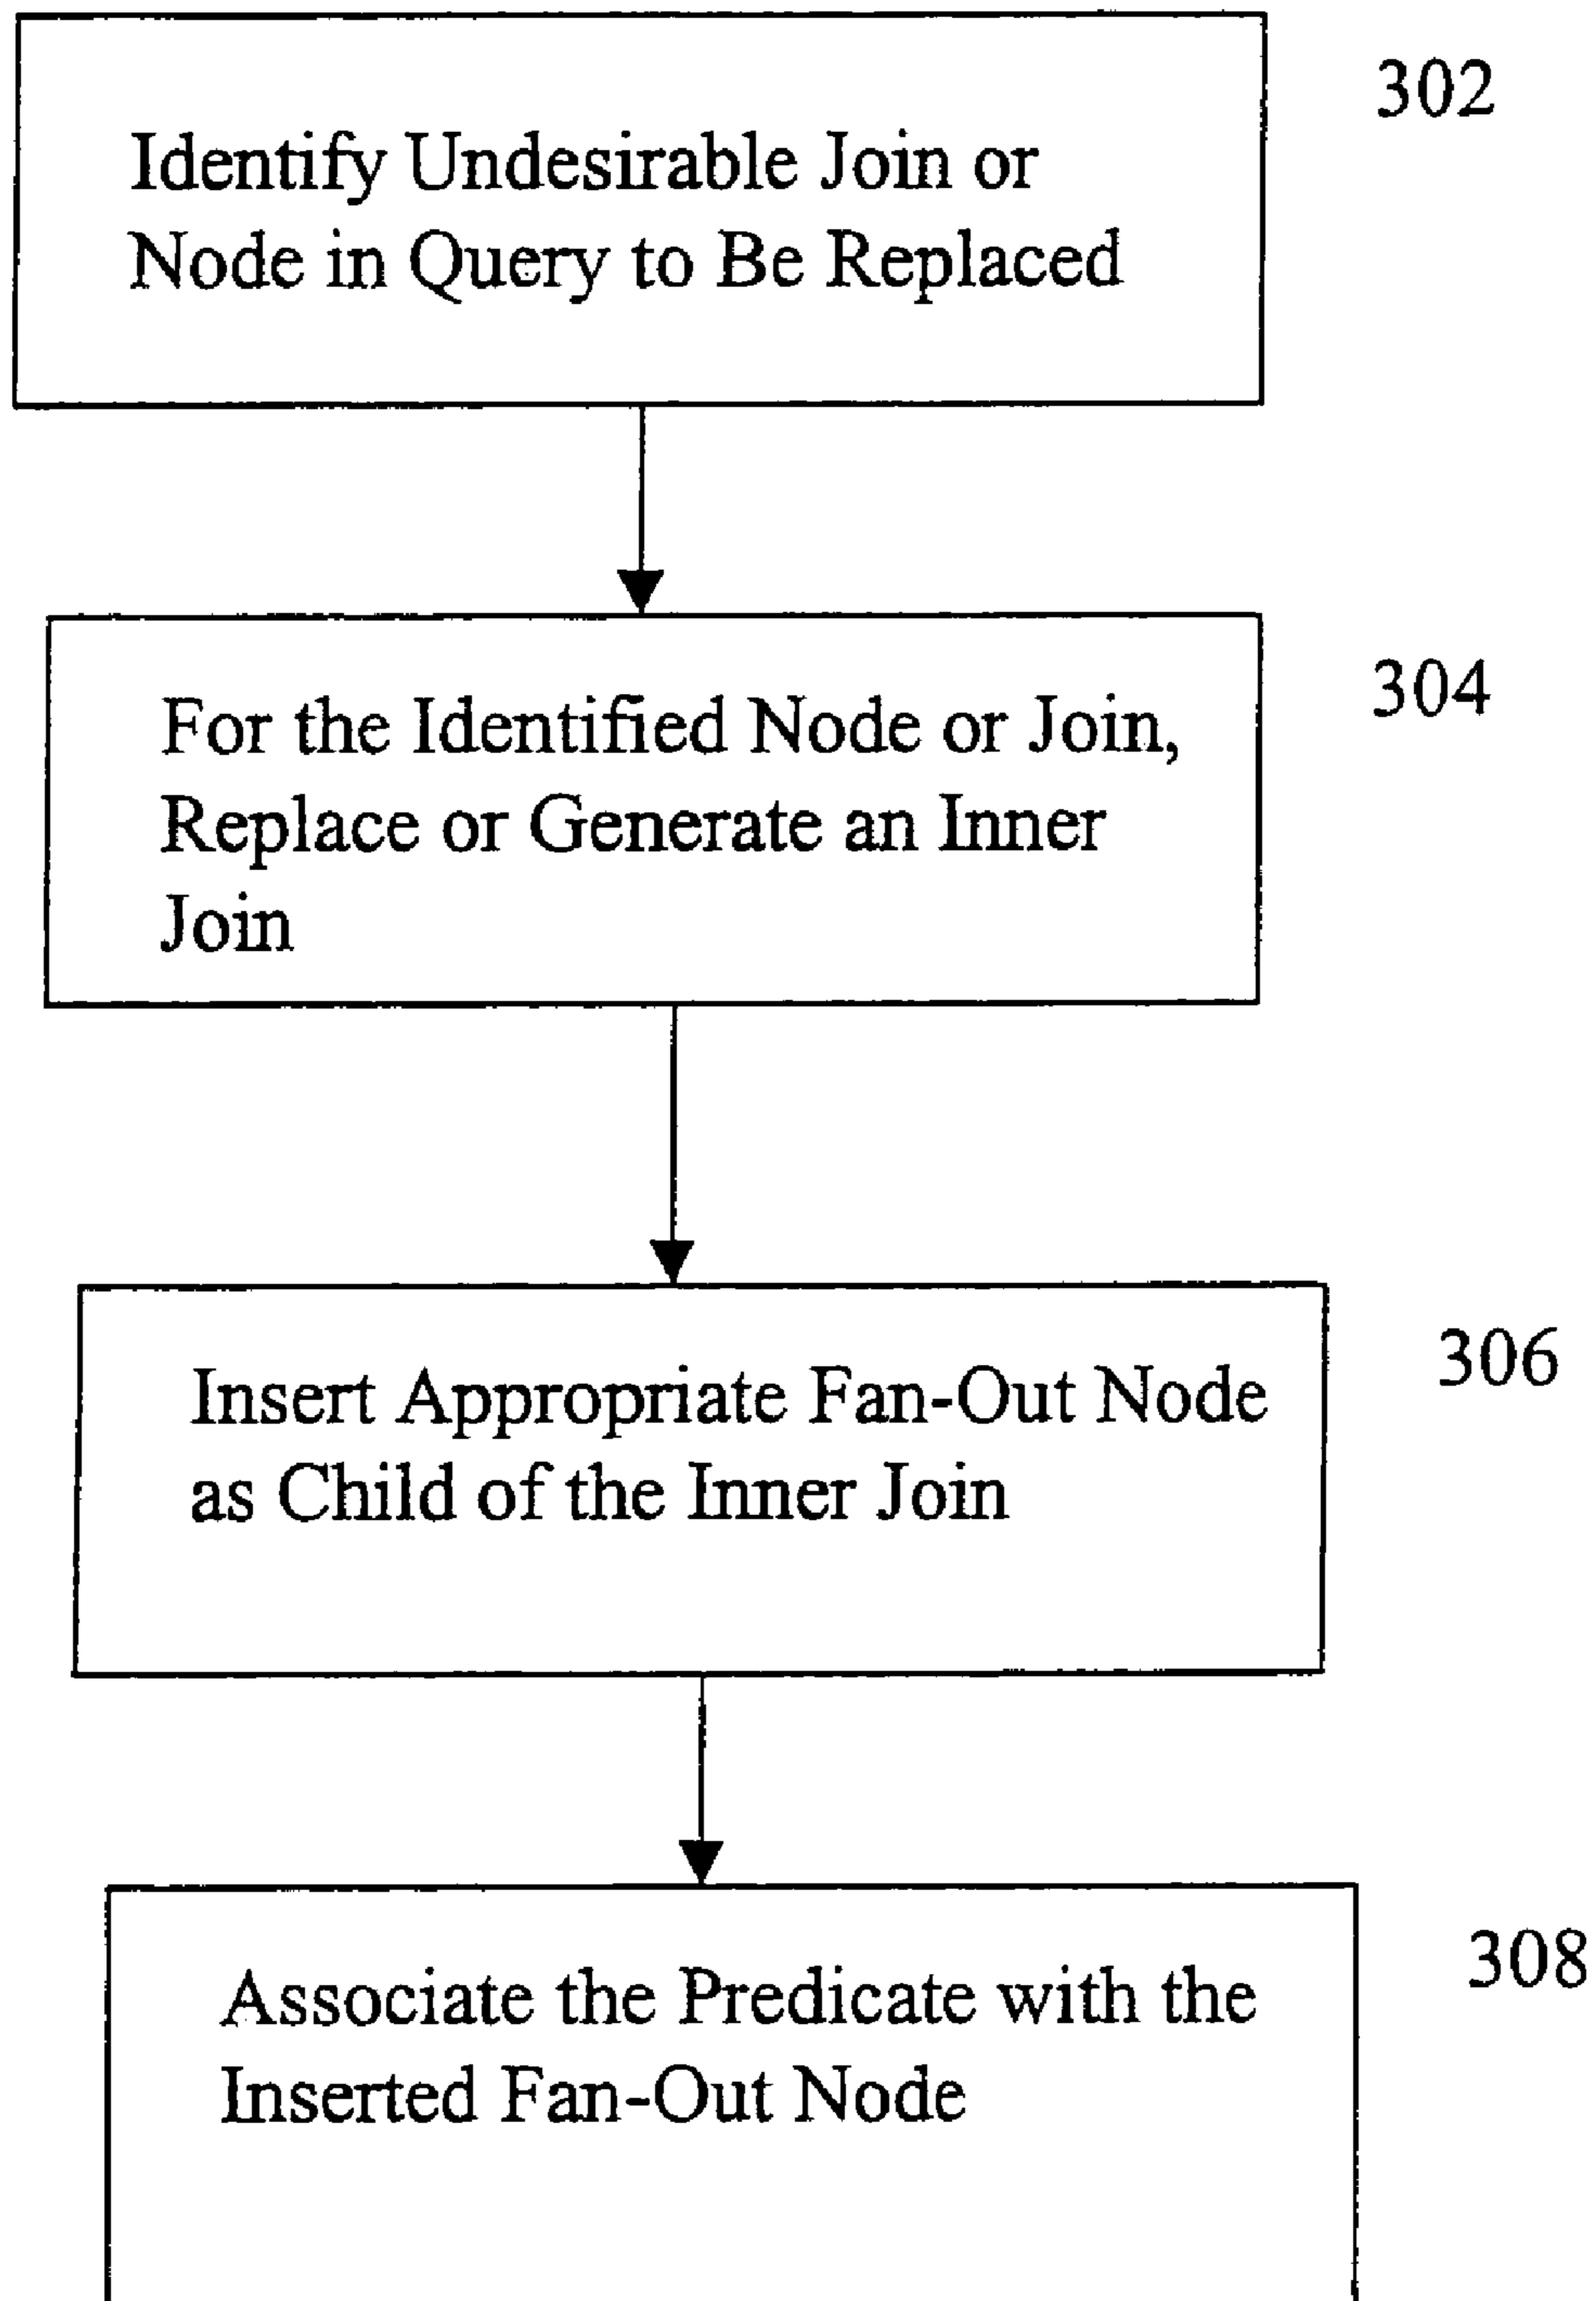 302
Identify Undesirable Join or
Node in Query to Be Replaced
304
For the Identified Node or Join,
Replace or Generate an Inner
Join
306
Insert Appropriate Fan-Out Node
as Child of the Inner Join
308
Associate the Predicate with the
Inserted Fan-Out Node